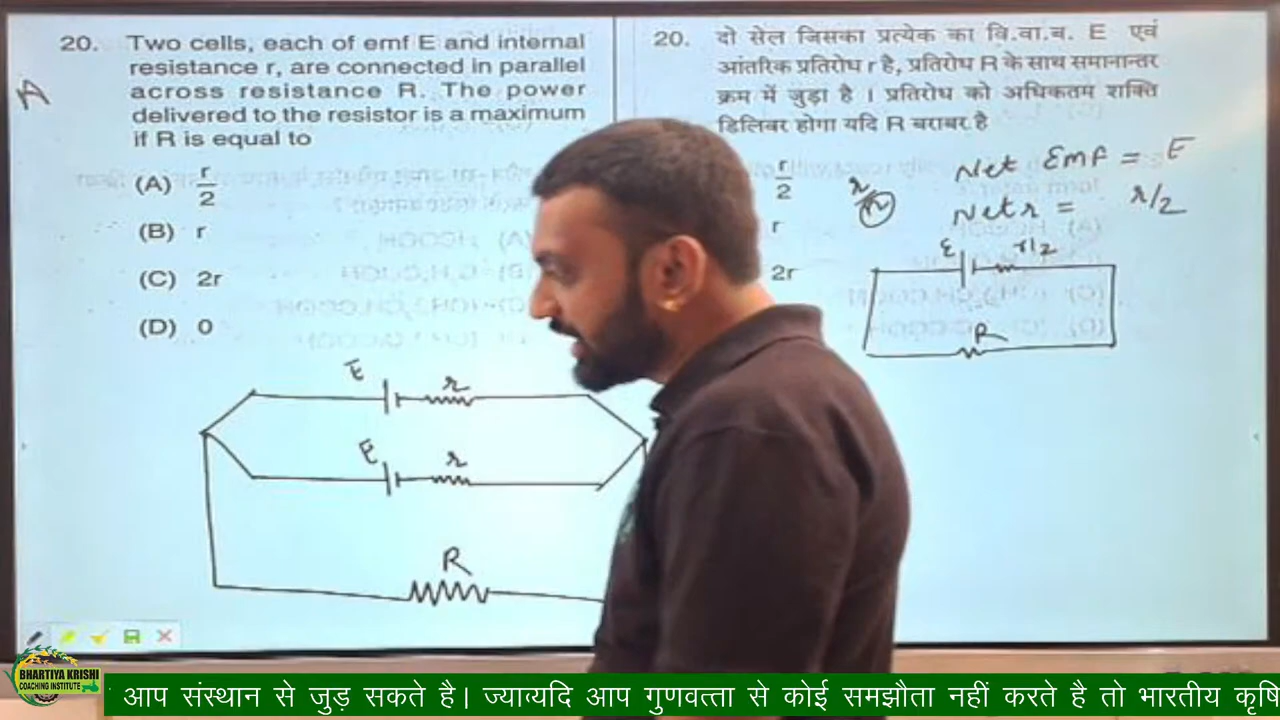 20. Two cells, each of emf E and internal
resistance r, are connected in parallel
across resistance R. The power
delivered to the resistor is a maximum
if R is equal to
(A) r/2
(B) r
(C) 2r
(D) 0
A
E r
E r
R
20. दो सेल जिसका प्रत्येक का वि.वा.ब. E एवं
आंतरिक प्रतिरोध r है, प्रतिरोध R के साथ समानान्तर
क्रम में जुड़ा है । प्रतिरोध को अधिकतम शक्ति
डिलिबर होगा यदि R बराबर है
r/2
r
2r
Net Emf = E
Net r = r/2
E r/2
R
BHARTIYA KRISHI
COACHING INSTITUTE
आप संस्थान से जुड़ सकते है। ज्याव्यदि आप गुणवत्ता से कोई समझौता नहीं करते है तो भारतीय कृषि